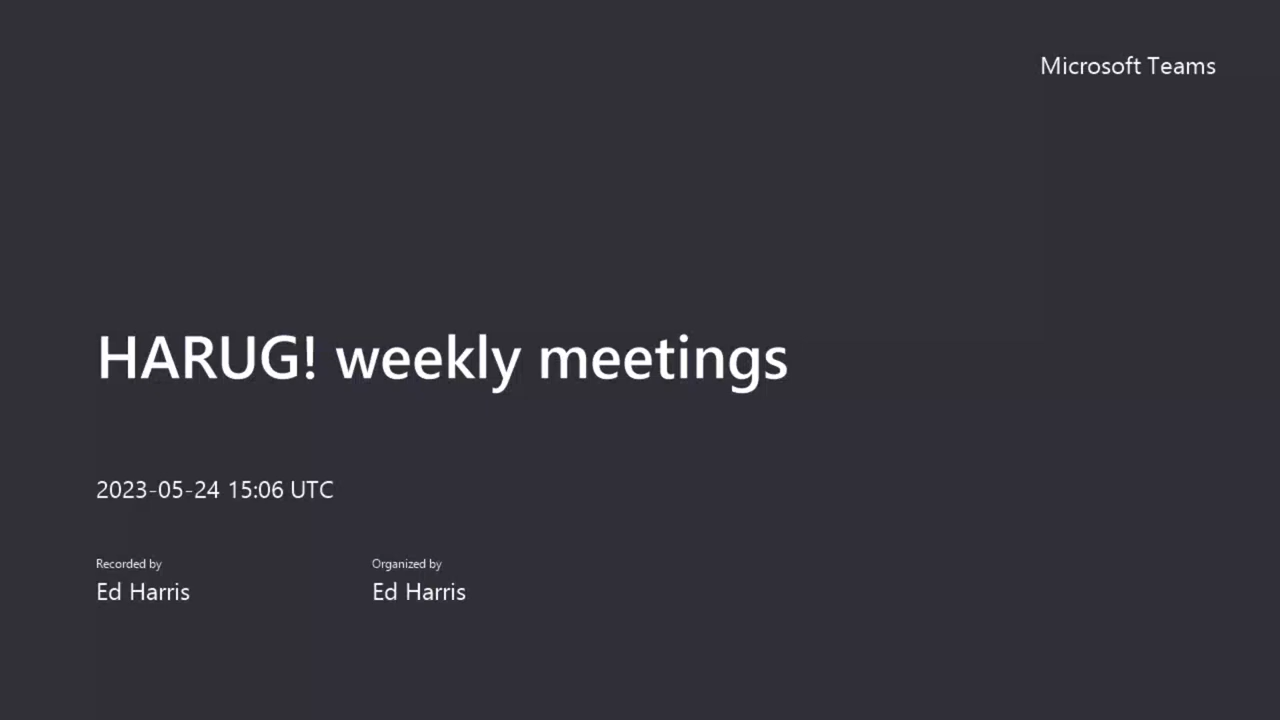 Microsoft Teams
HARUG! weekly meetings
2023-05-24 15:06 UTC
Recorded by
Ed Harris
Organized by
Ed Harris